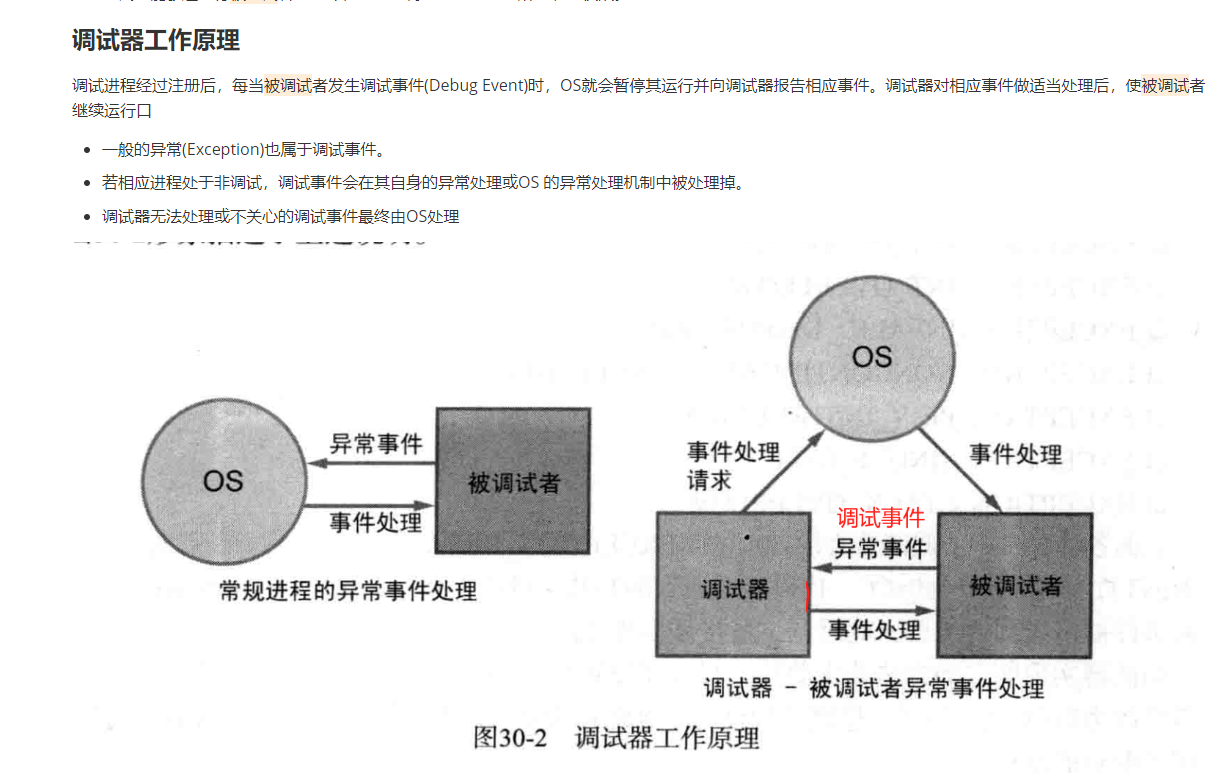 调试器工作原理
调试进程经过注册后，每当被调试者发生调试事件(Debug Event)时，OS就会暂停其运行并向调试器报告相应事件。调试器对相应事件做适当处理后，使被调试者
继续运行口
一般的异常(Exception)也属于调试事件。
若相应进程处于非调试，调试事件会在其自身的异常处理或OS 的异常处理机制中被处理掉。
调试器无法处理或不关心的调试事件最终由OS处理
OS
异常事件
事件处理
被调试者
常规进程的异常事件处理
OS
事件处理
请求
事件处理
调试事件
异常事件
调试器
被调试者
事件处理
调试器 - 被调试者异常事件处理
图30-2 调试器工作原理